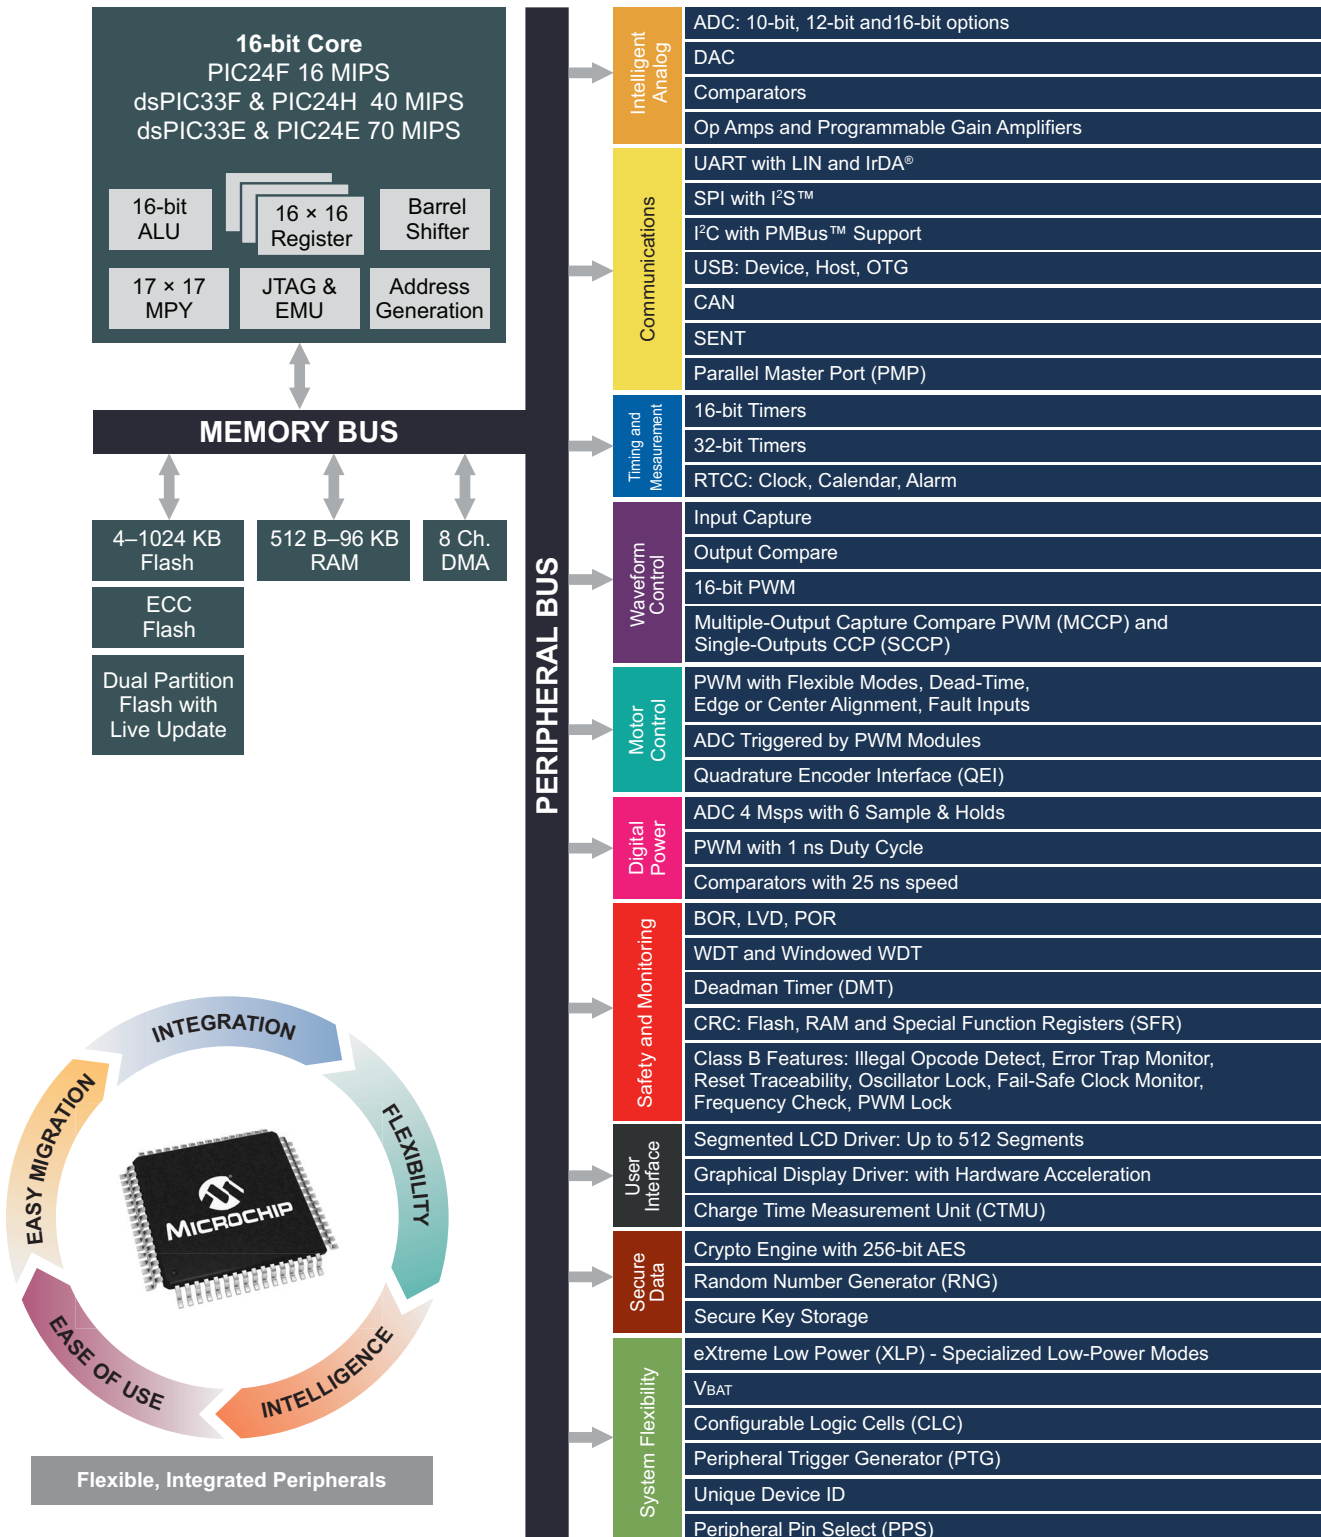 16-bit Core
PIC24F 16 MIPS
dsPIC33F & PIC24H 40 MIPS
dsPIC33E & PIC24E 70 MIPS
16-bit
ALU
16 × 16
Register
Barrel
Shifter
17 × 17
MPY
JTAG &
EMU
Address
Generation
MEMORY BUS
4–1024 KB
Flash
512 B–96 KB
RAM
8 Ch.
DMA
ECC
Flash
Dual Partition
Flash with
Live Update
PERIPHERAL BUS
Intelligent
Analog
ADC: 10-bit, 12-bit and16-bit options
DAC
Comparators
Op Amps and Programmable Gain Amplifiers
Communications
UART with LIN and IrDA®
SPI with I²S™
I²C with PMBus™ Support
USB: Device, Host, OTG
CAN
SENT
Parallel Master Port (PMP)
Timing and
Mesaurement
16-bit Timers
32-bit Timers
RTCC: Clock, Calendar, Alarm
Waveform
Control
Input Capture
Output Compare
16-bit PWM
Multiple-Output Capture Compare PWM (MCCP) and
Single-Outputs CCP (SCCP)
Motor
Control
PWM with Flexible Modes, Dead-Time,
Edge or Center Alignment, Fault Inputs
ADC Triggered by PWM Modules
Quadrature Encoder Interface (QEI)
Digital
Power
ADC 4 Msps with 6 Sample & Holds
PWM with 1 ns Duty Cycle
Comparators with 25 ns speed
Safety and Monitoring
BOR, LVD, POR
WDT and Windowed WDT
Deadman Timer (DMT)
CRC: Flash, RAM and Special Function Registers (SFR)
Class B Features: Illegal Opcode Detect, Error Trap Monitor,
Reset Traceability, Oscillator Lock, Fail-Safe Clock Monitor,
Frequency Check, PWM Lock
User
Interface
Segmented LCD Driver: Up to 512 Segments
Graphical Display Driver: with Hardware Acceleration
Charge Time Measurement Unit (CTMU)
Secure
Data
Crypto Engine with 256-bit AES
Random Number Generator (RNG)
Secure Key Storage
System Flexibility
eXtreme Low Power (XLP) - Specialized Low-Power Modes
VBAT
Configurable Logic Cells (CLC)
Peripheral Trigger Generator (PTG)
Unique Device ID
Peripheral Pin Select (PPS)
INTEGRATION
FLEXIBILITY
INTELLIGENCE
EASE OF USE
EASY MIGRATION
MICROCHIP
Flexible, Integrated Peripherals